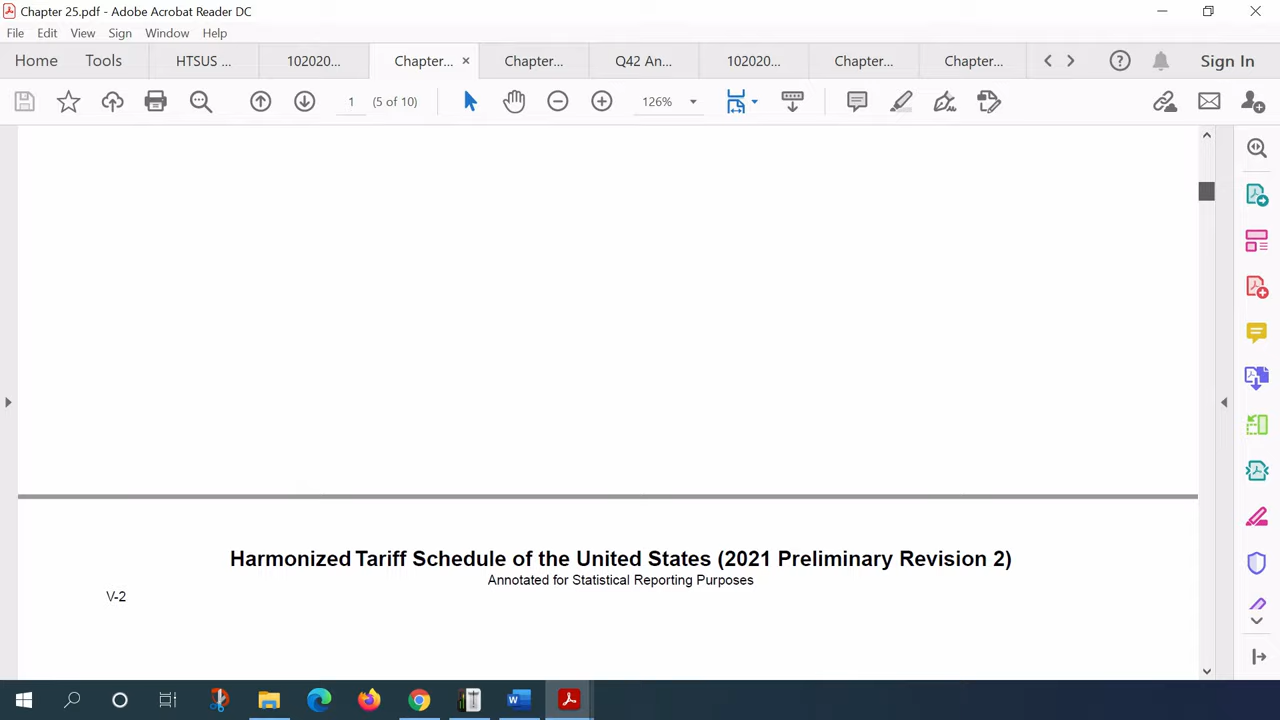 Chapter 25.pdf - Adobe Acrobat Reader DC
File Edit View Sign Window Help
Home Tools HTSUS ... 102020... Chapter... × Chapter... Q42 An... 102020... Chapter... Chapter... Sign In
1 (5 of 10) 126%
Harmonized Tariff Schedule of the United States (2021 Preliminary Revision 2)
Annotated for Statistical Reporting Purposes
V-2